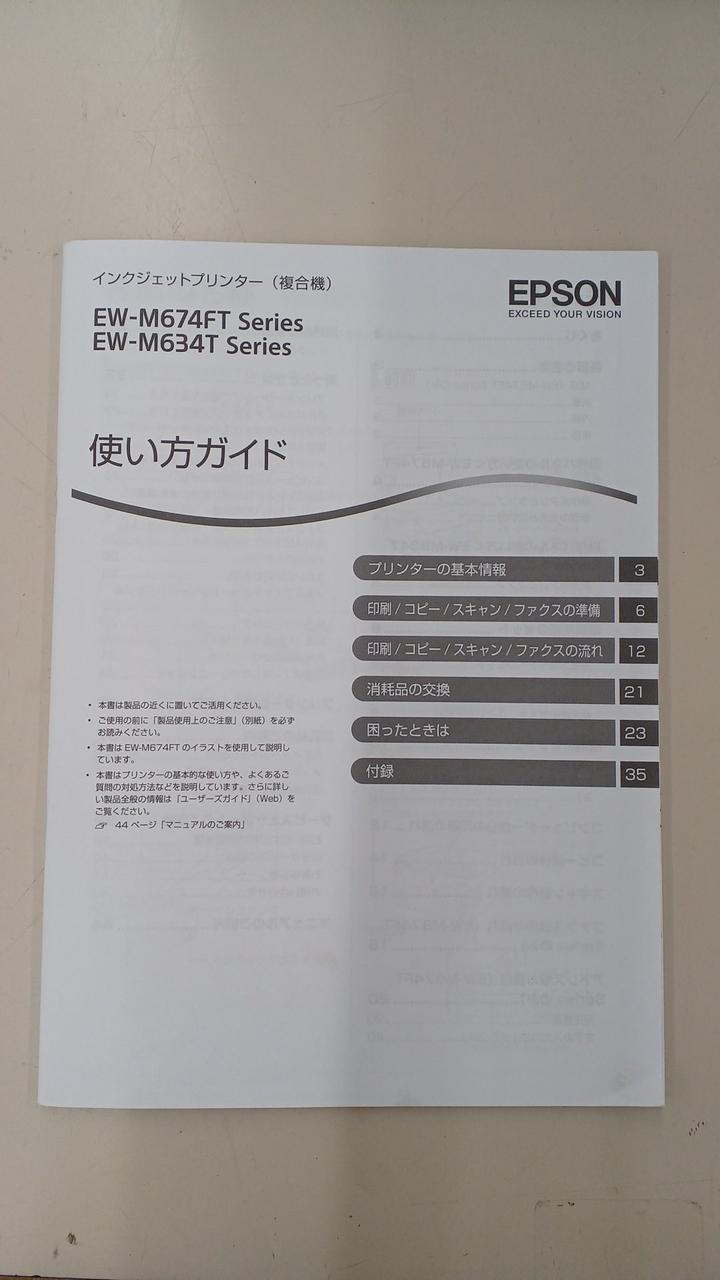 インクジェットプリンター（複合機）
EPSON
EXCEED YOUR VISION
EW-M674FT Series
EW-M634T Series
使い方ガイド
プリンターの基本情報 3
印刷 / コピー / スキャン / ファクスの準備 6
印刷 / コピー / スキャン / ファクスの流れ 12
消耗品の交換 21
困ったときは 23
付録 35
• 本書は製品の近くに置いてご活用ください。
• ご使用の前に「製品使用上のご注意」（別紙）を必ず
お読みください。
• 本書は EW-M674FT のイラストを使用して説明し
ています。
• 本書はプリンターの基本的な使い方や、よくあるご
質問の対処方法などを説明しています。さらに詳し
い製品全般の情報は「ユーザーズガイド」（Web）を
ご覧ください。
☞ 44 ページ「マニュアルのご案内」